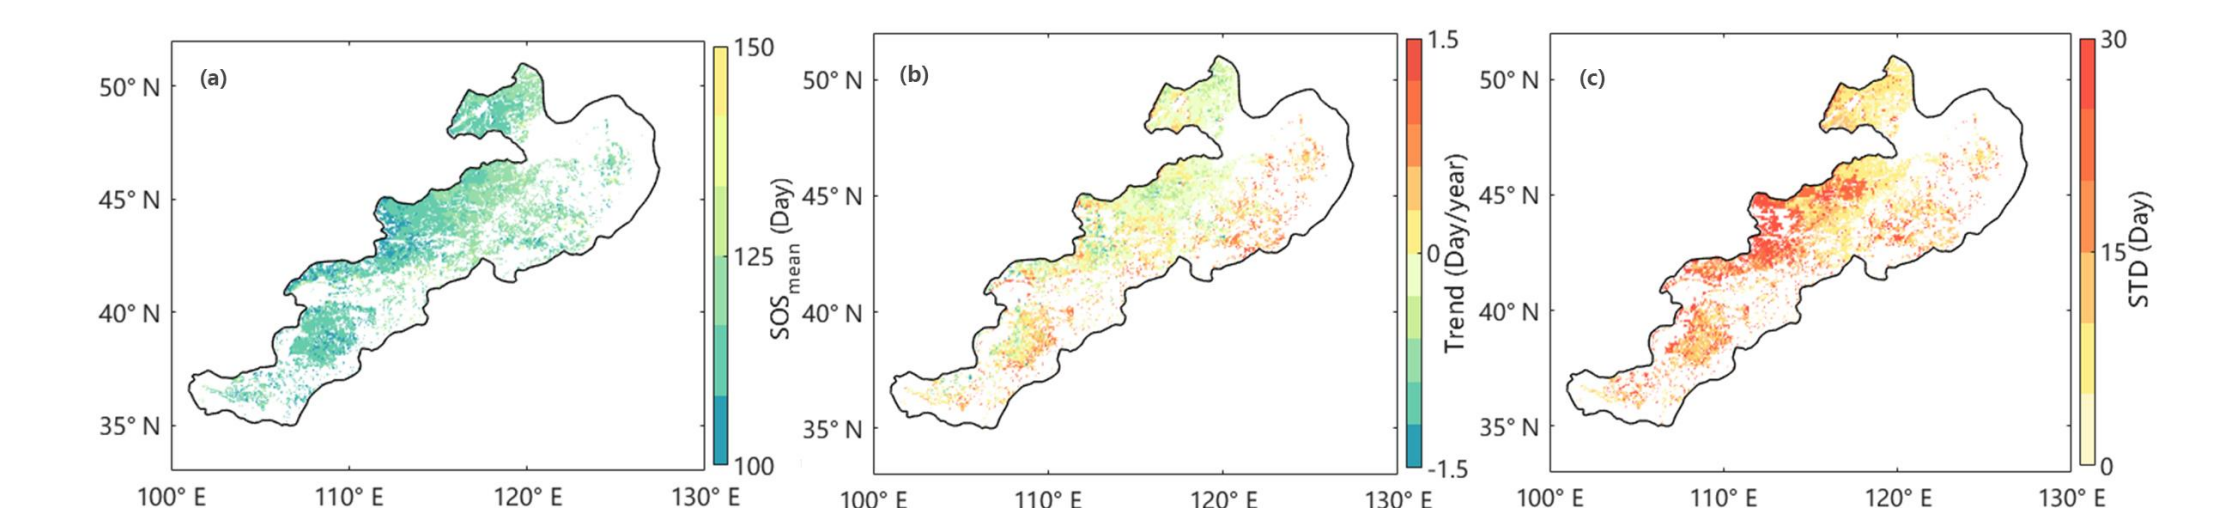 (a)
50° N
45° N
40° N
35° N
100° E
110° E
120° E
130° E
150
125
100
SOSmean (Day)
(b)
50° N
45° N
40° N
35° N
100° E
110° E
120° E
130° E
1.5
0
-1.5
Trend (Day/year)
(c)
50° N
45° N
40° N
35° N
100° E
110° E
120° E
130° E
30
15
0
STD (Day)